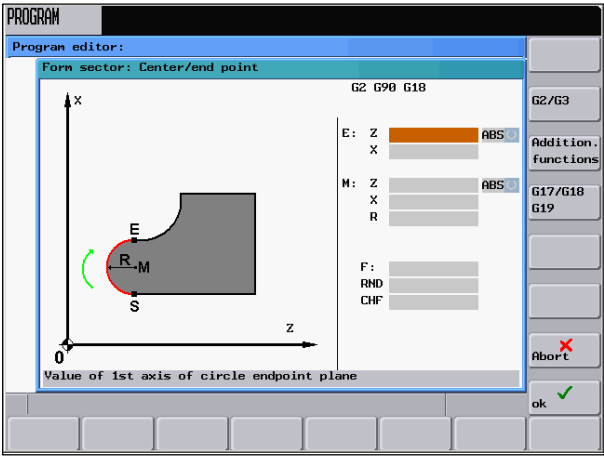 PROGRAM
Program editor:
Form sector: Center/end point
G2 G90 G18
X
E: Z ABS
X
M: Z ABS
X
R
F:
RND
CHF
E
R M
S
Z
0
Value of 1st axis of circle endpoint plane
G2/G3
Addition.
functions
G17/G18
G19
Abort
ok